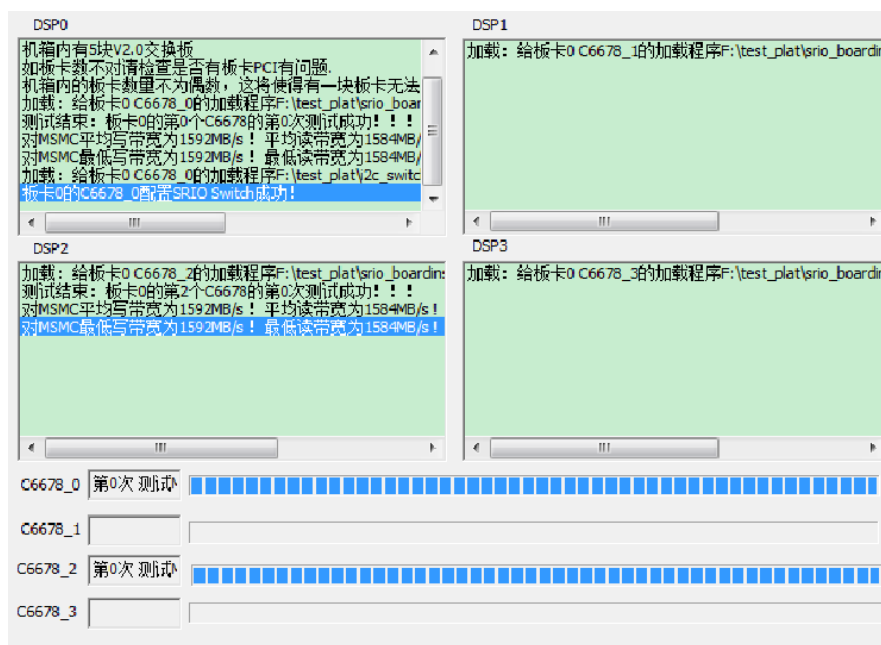 DSP0
机箱内有5块V2.0交换板
如板卡数不对请检查是否有板卡PCI有问题.
机箱内的板卡数里不为偶数，这将使得有一块板卡无法
加载：给板卡0 C6678_0的加载程序F:\test_plat\srio_boar
测试结束：板卡0的第0个C6678的第0次测试成功！！！
对MSMC平均写带宽为1592MB/s！平均读带宽为1584MB/
对MSMC最低写带宽为1592MB/s！最低读带宽为1584MB/
加载：给板卡0 C6678_0的加载程序F:\test_plat\i2c_switc
板卡0的C6678_0配置SRIO Switch成功！
DSP1
加载：给板卡0 C6678_1的加载程序F:\test_plat\srio_boardin
DSP2
加载：给板卡0 C6678_2的加载程序F:\test_plat\srio_boardin
测试结束：板卡0的第2个C6678的第0次测试成功！！！
对MSMC平均写带宽为1592MB/s！平均读带宽为1584MB/s！
对MSMC最低写带宽为1592MB/s！最低读带宽为1584MB/s！
DSP3
加载：给板卡0 C6678_3的加载程序F:\test_plat\srio_boardin
C6678_0 第0次 测试
C6678_1
C6678_2 第0次 测试
C6678_3